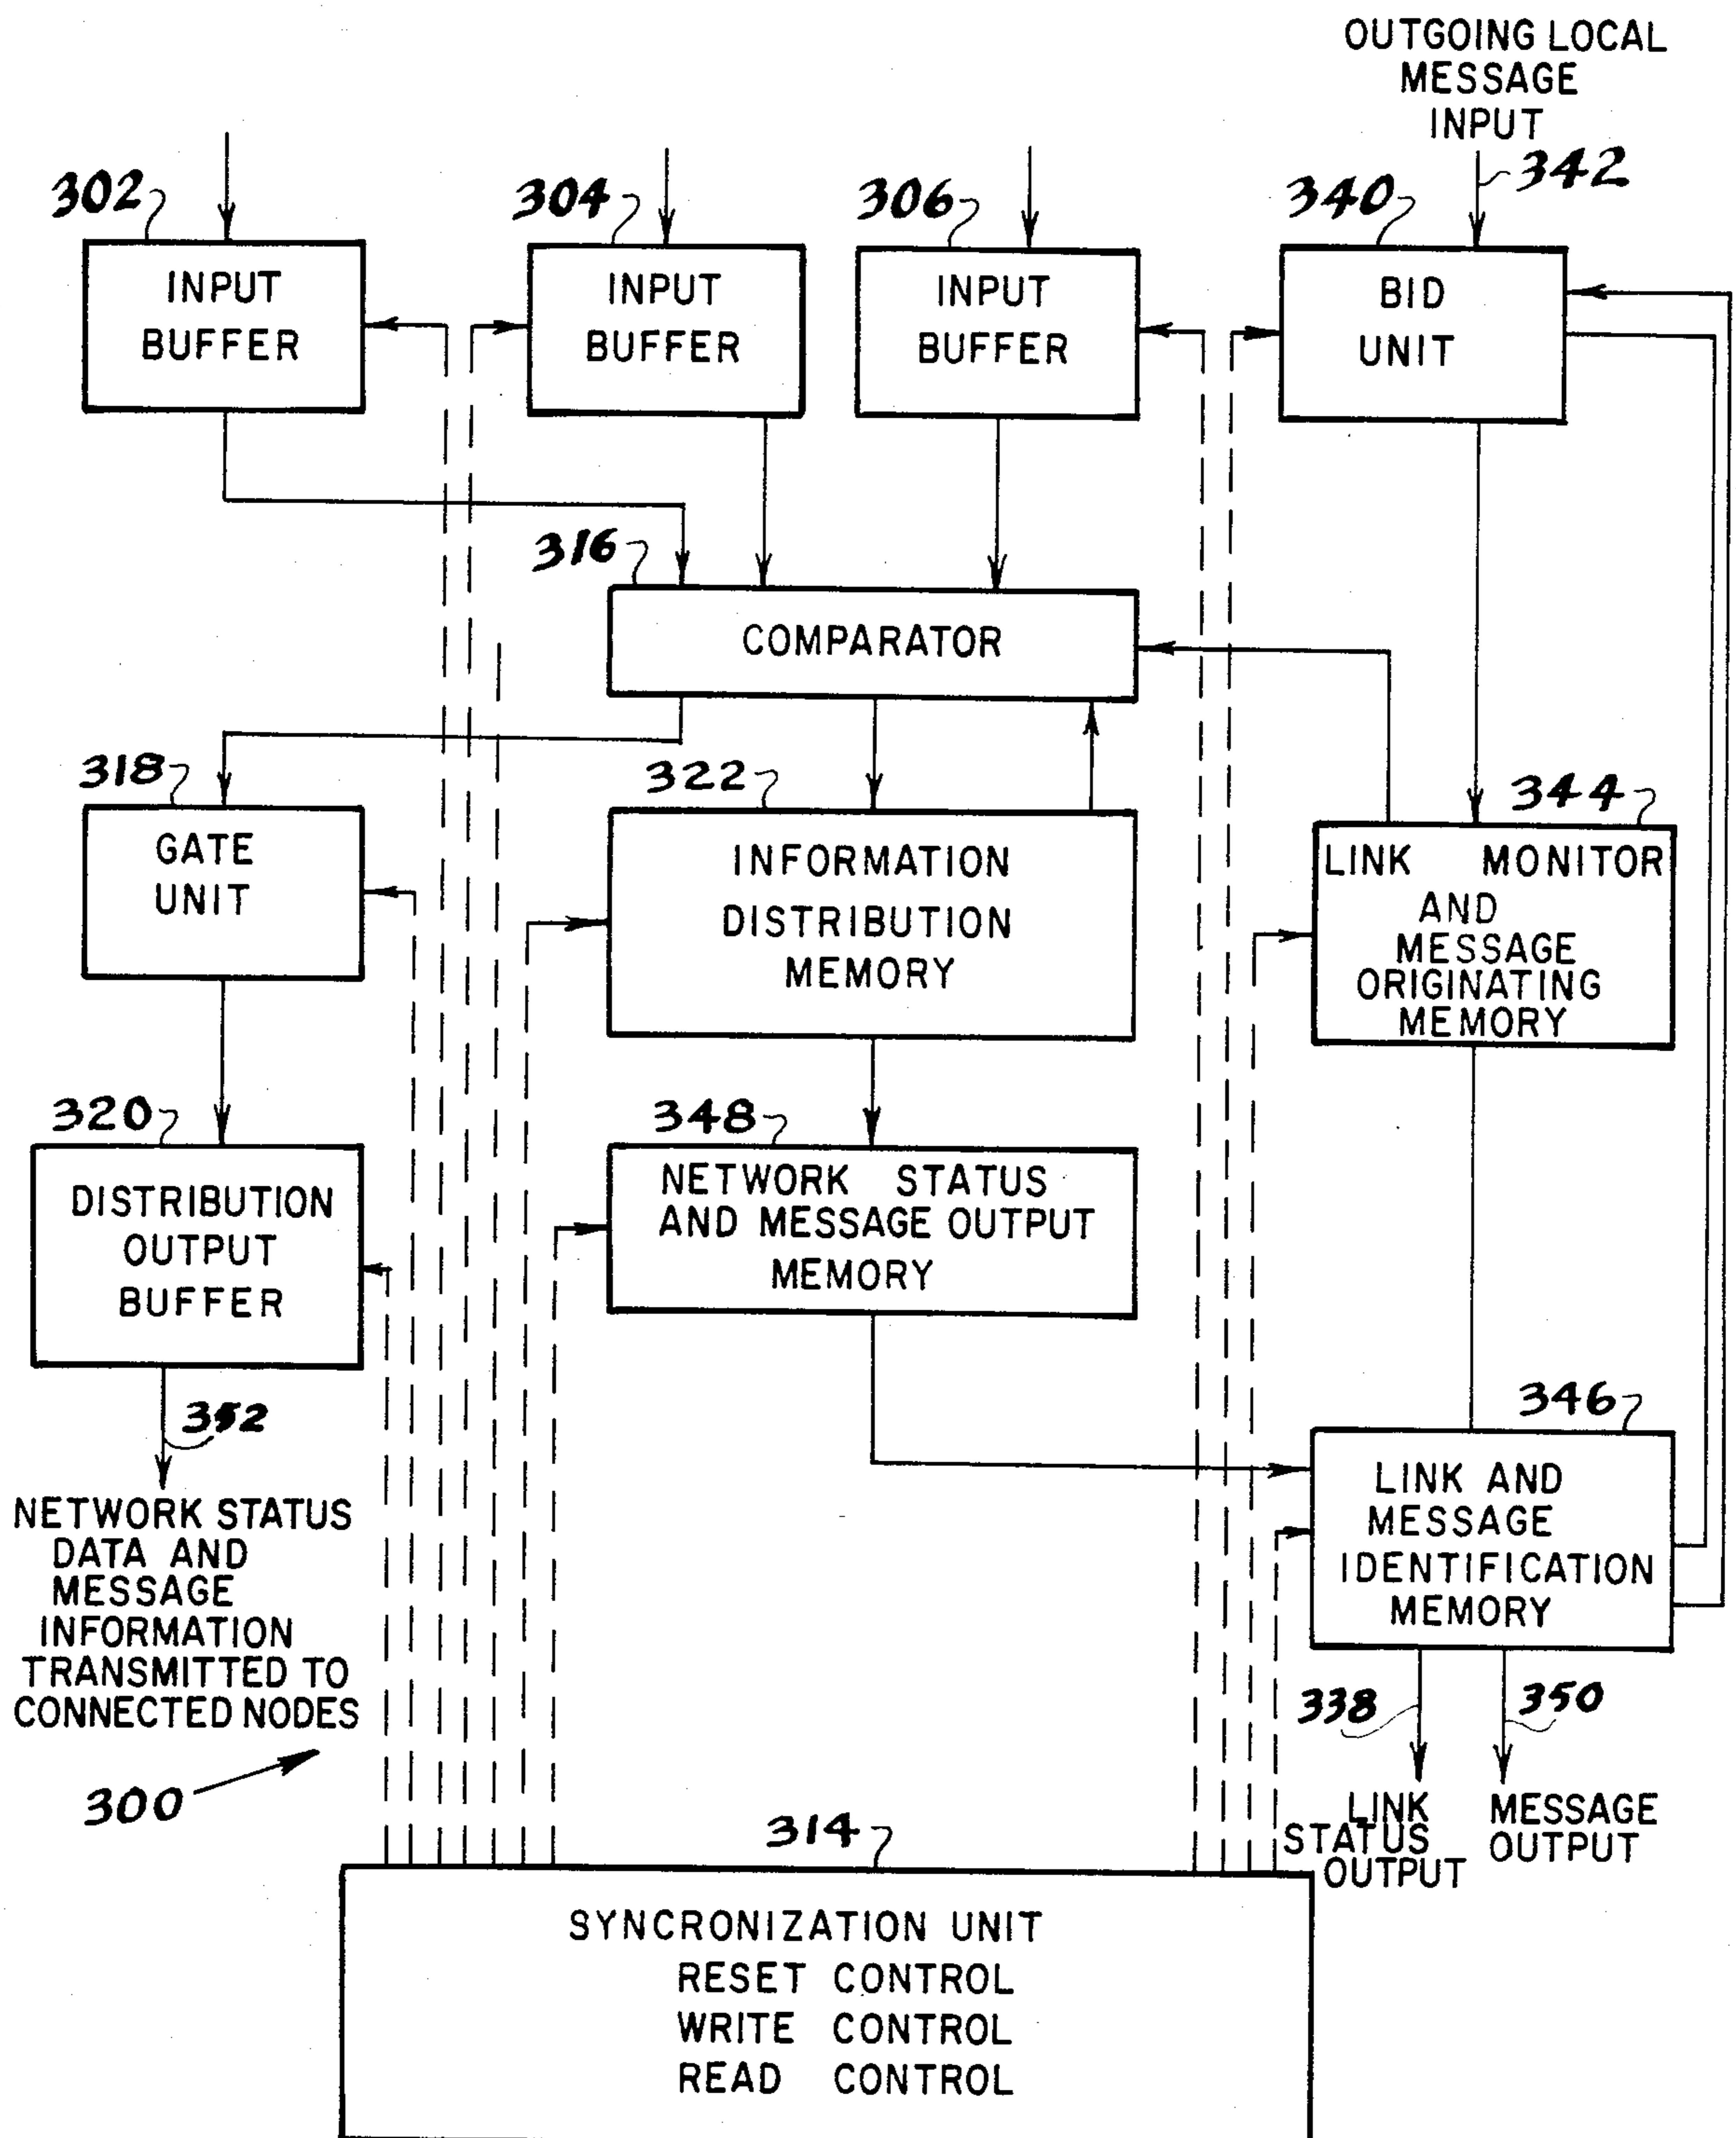 OUTGOING LOCAL
MESSAGE
INPUT
302
304
306
340
342
INPUT
BUFFER
INPUT
BUFFER
INPUT
BUFFER
BID
UNIT
316
COMPARATOR
318
322
344
GATE
UNIT
INFORMATION
DISTRIBUTION
MEMORY
LINK MONITOR
AND
MESSAGE
ORIGINATING
MEMORY
320
348
DISTRIBUTION
OUTPUT
BUFFER
NETWORK STATUS
AND MESSAGE OUTPUT
MEMORY
352
346
NETWORK STATUS
DATA AND
MESSAGE
INFORMATION
TRANSMITTED TO
CONNECTED NODES
LINK AND
MESSAGE
IDENTIFICATION
MEMORY
338
350
300
LINK
STATUS
OUTPUT
MESSAGE
OUTPUT
314
SYNCRONIZATION UNIT
RESET CONTROL
WRITE CONTROL
READ CONTROL